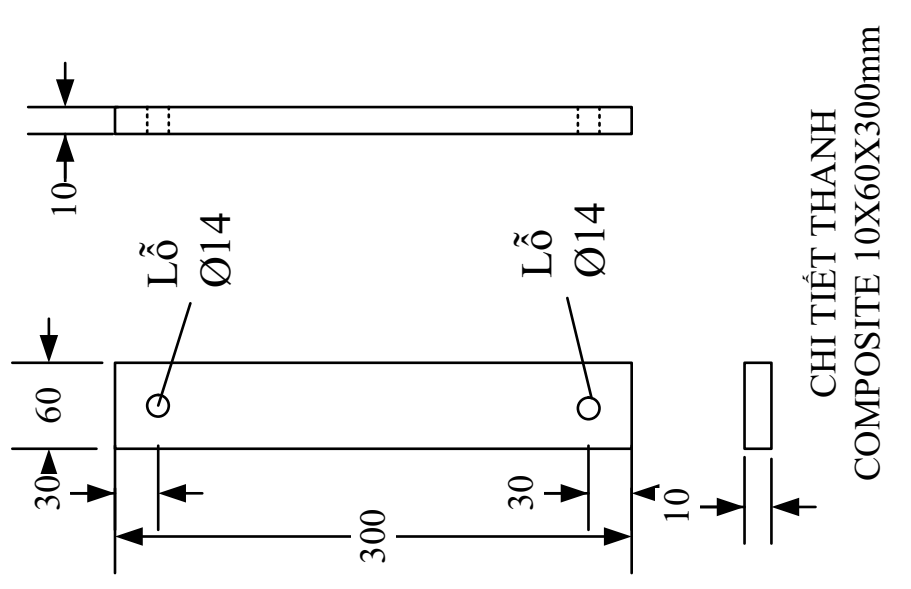 10
Lỗ
Ø14
Lỗ
Ø14
60
30
300
30
10
CHI TIẾT THANH
COMPOSITE 10X60X300mm